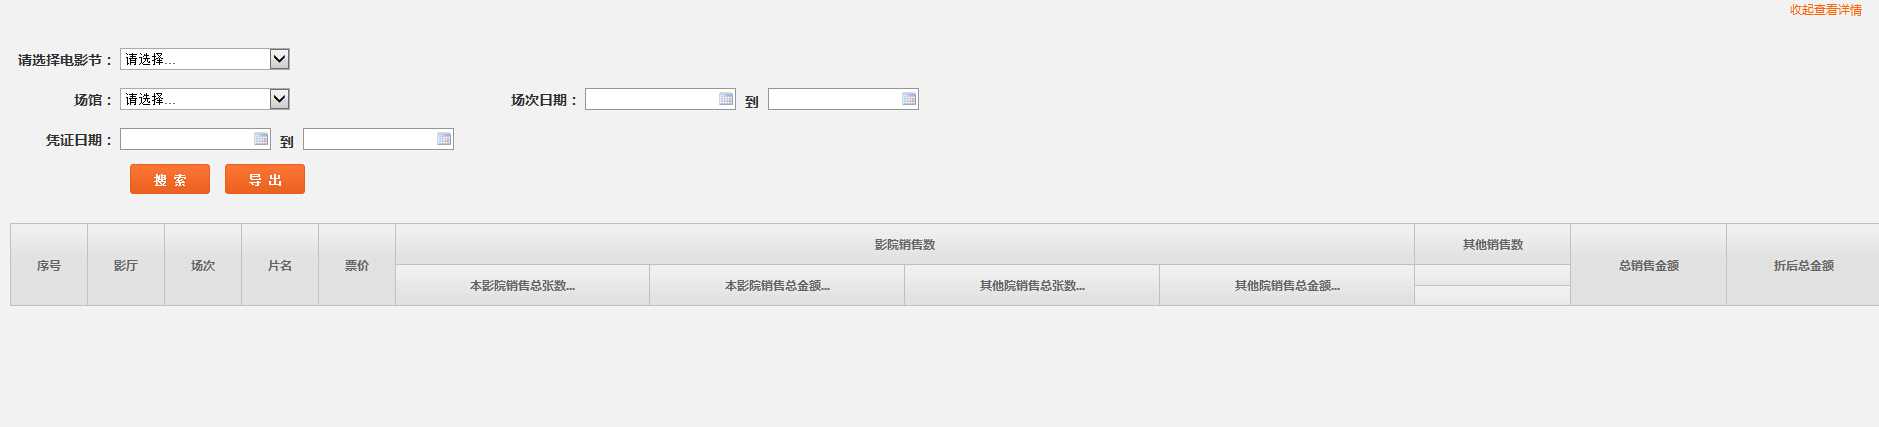 收起查看详情
请选择电影节： 请选择...
场馆： 请选择... 场次日期： 到
凭证日期： 到
搜 索 导 出
影院销售数 其他销售数
序号 影厅 场次 片名 票价 总销售金额 折后总金额
本影院销售总张数... 本影院销售总金额... 其他院销售总张数... 其他院销售总金额...